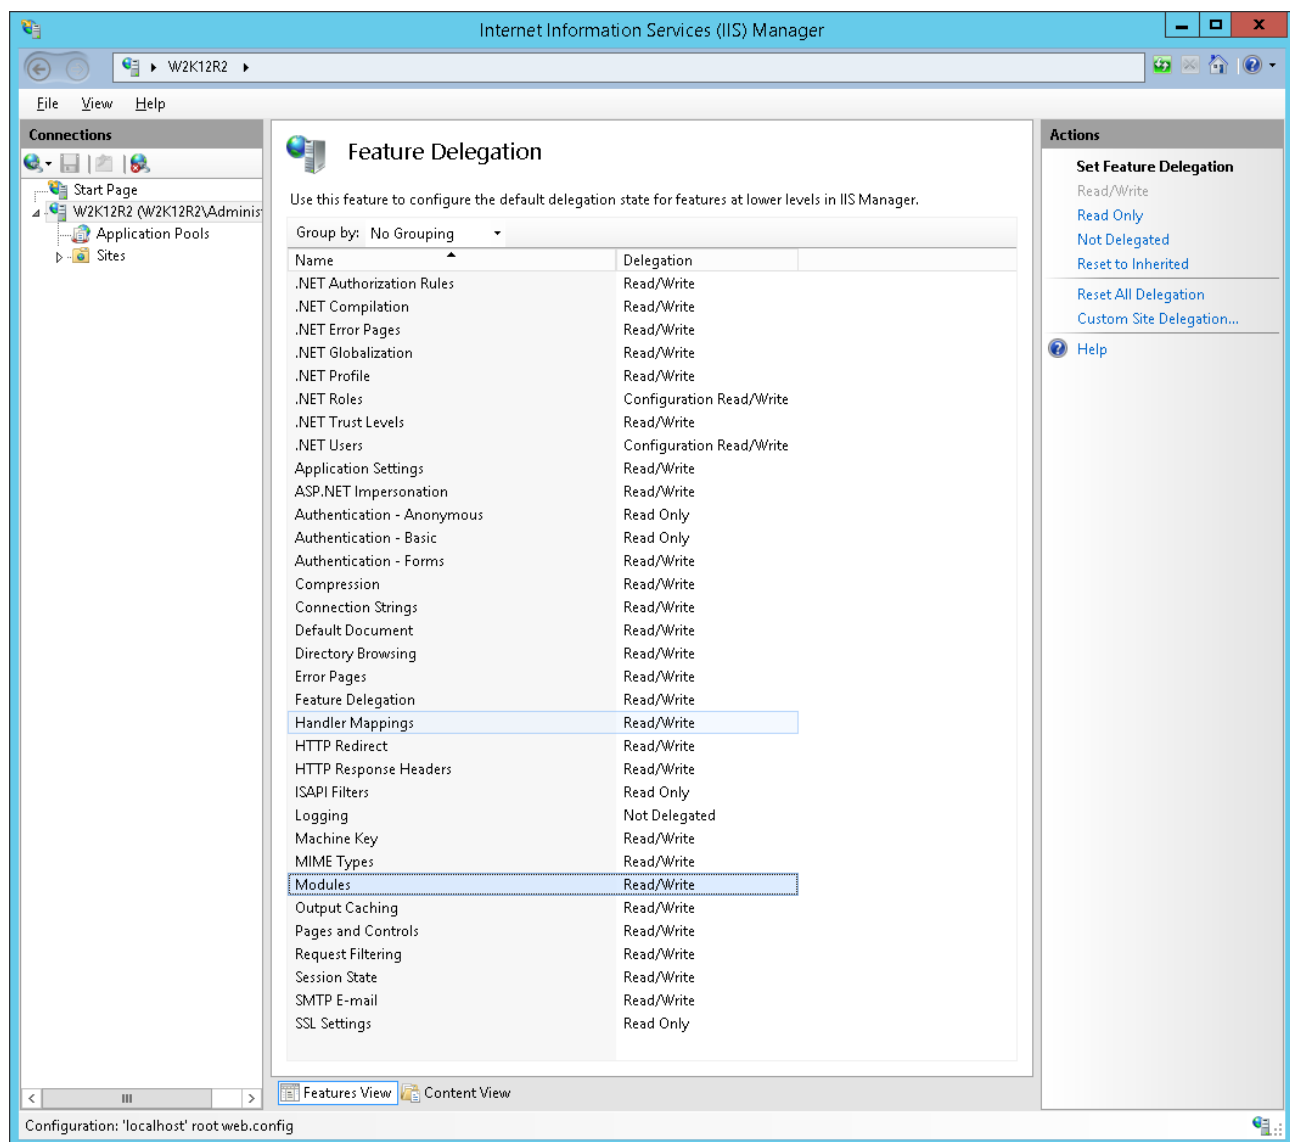 Internet Information Services (IIS) Manager
W2K12R2
File View Help
Connections
Start Page
W2K12R2 (W2K12R2\Adminis
Application Pools
Sites
Feature Delegation
Use this feature to configure the default delegation state for features at lower levels in IIS Manager.
Group by: No Grouping
Name Delegation
.NET Authorization Rules Read/Write
.NET Compilation Read/Write
.NET Error Pages Read/Write
.NET Globalization Read/Write
.NET Profile Read/Write
.NET Roles Configuration Read/Write
.NET Trust Levels Read/Write
.NET Users Configuration Read/Write
Application Settings Read/Write
ASP.NET Impersonation Read/Write
Authentication - Anonymous Read Only
Authentication - Basic Read Only
Authentication - Forms Read/Write
Compression Read/Write
Connection Strings Read/Write
Default Document Read/Write
Directory Browsing Read/Write
Error Pages Read/Write
Feature Delegation Read/Write
Handler Mappings Read/Write
HTTP Redirect Read/Write
HTTP Response Headers Read/Write
ISAPI Filters Read Only
Logging Not Delegated
Machine Key Read/Write
MIME Types Read/Write
Modules Read/Write
Output Caching Read/Write
Pages and Controls Read/Write
Request Filtering Read/Write
Session State Read/Write
SMTP E-mail Read/Write
SSL Settings Read Only
Features View Content View
Actions
Set Feature Delegation
Read/Write
Read Only
Not Delegated
Reset to Inherited
Reset All Delegation
Custom Site Delegation...
Help
Configuration: 'localhost' root web.config